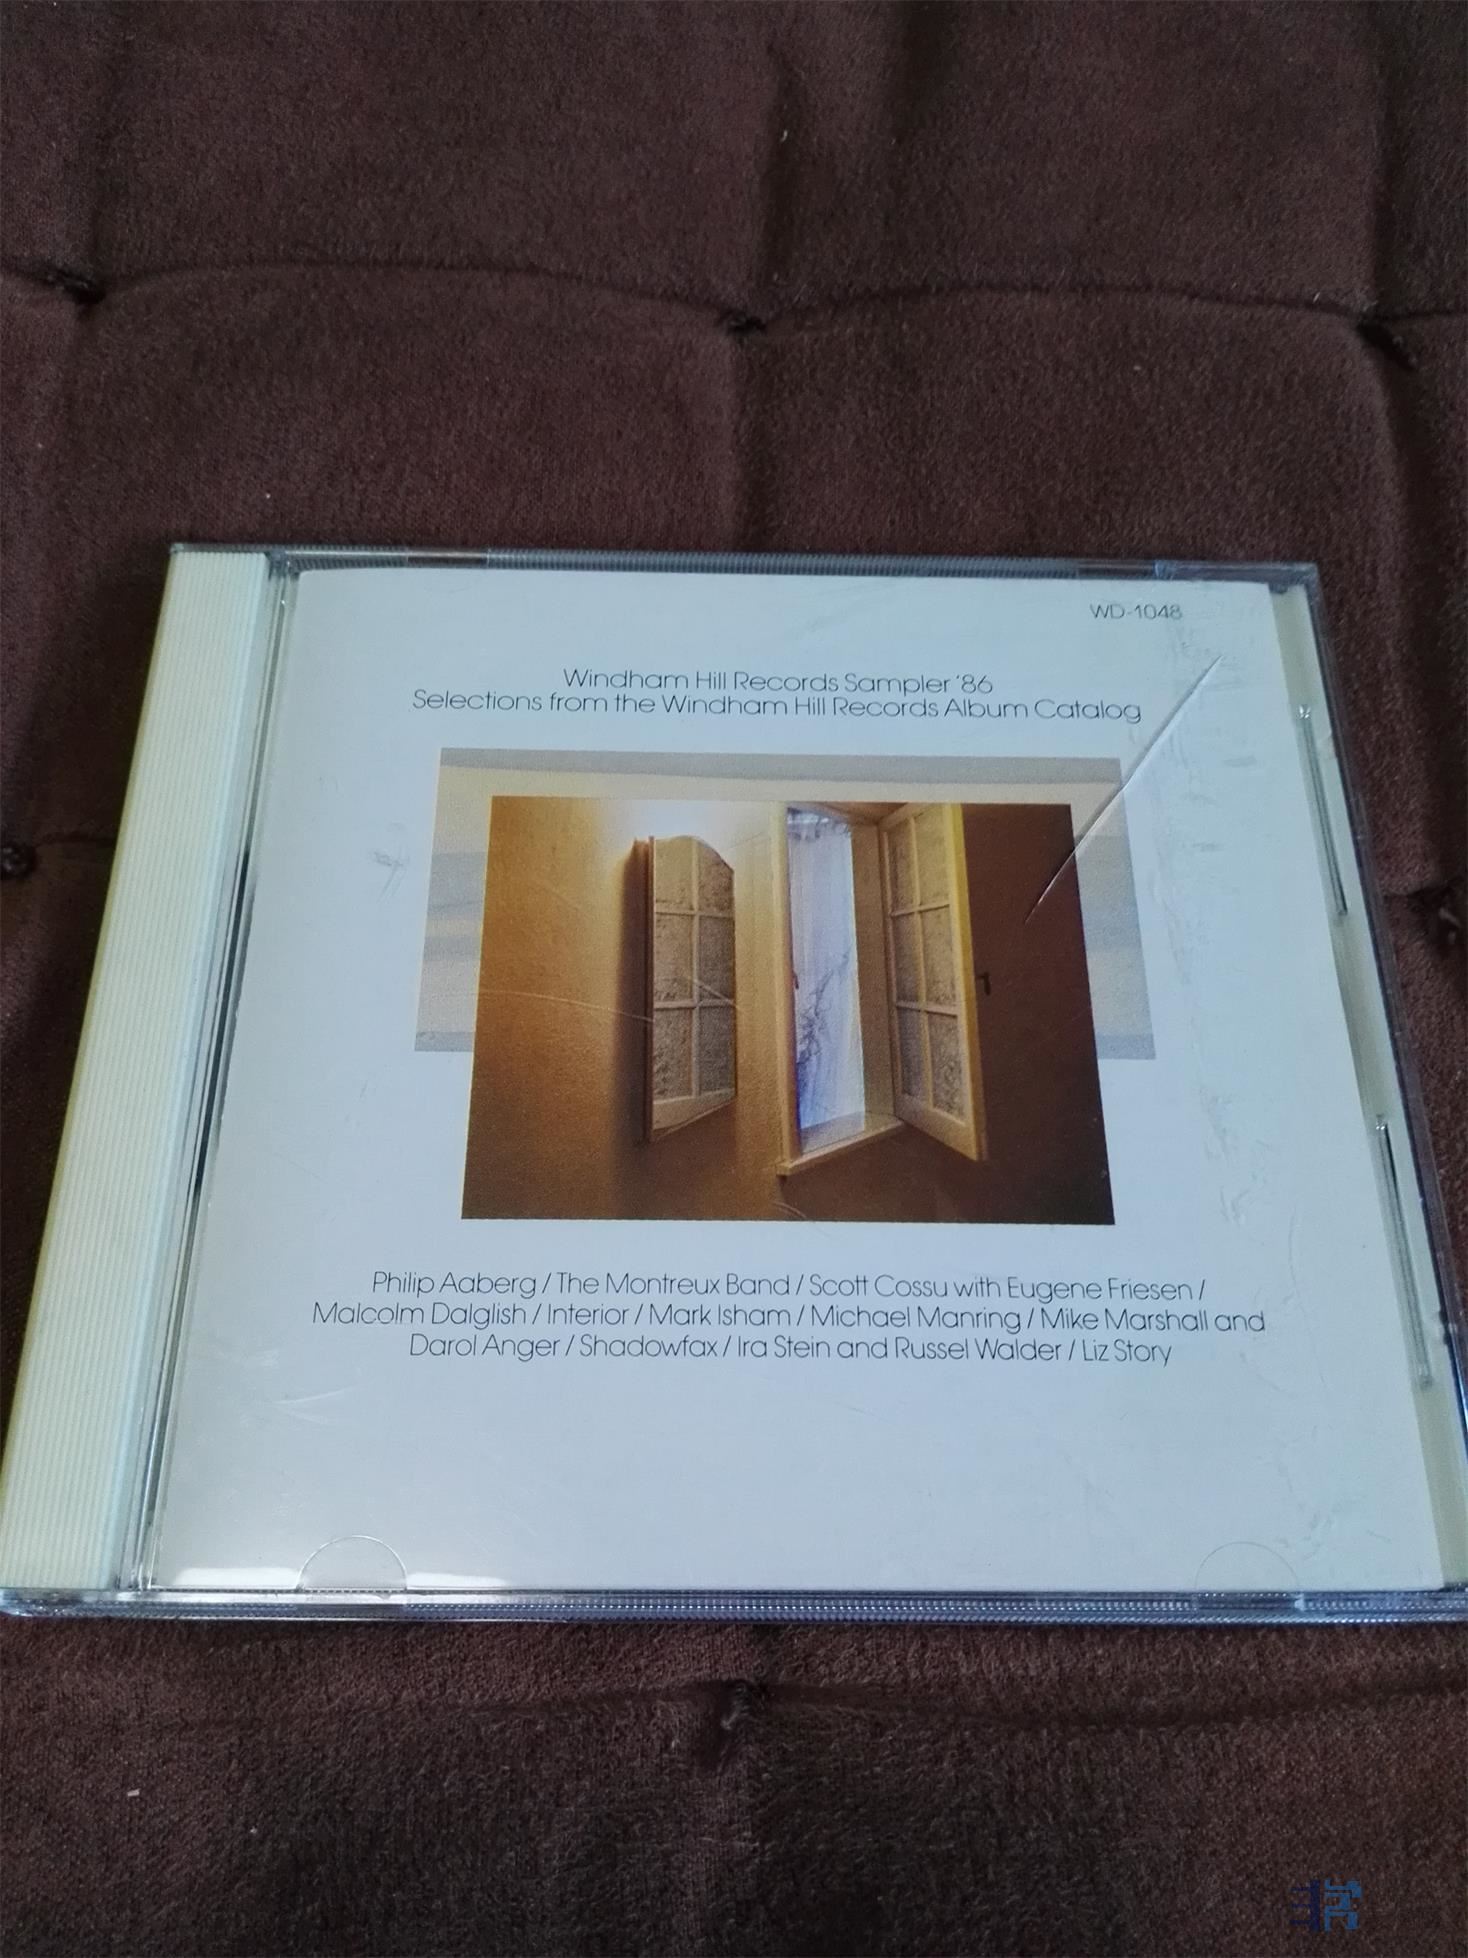 WD-1048
Windham Hill Records Sampler '86
Selections from the Windham Hill Records Album Catalog
Philip Aaberg / The Montreux Band / Scott Cossu with Eugene Friesen /
Malcolm Dalglish / Interior / Mark Isham / Michael Manring / Mike Marshall and
Darol Anger / Shadowfax / Ira Stein and Russel Walder / Liz Story